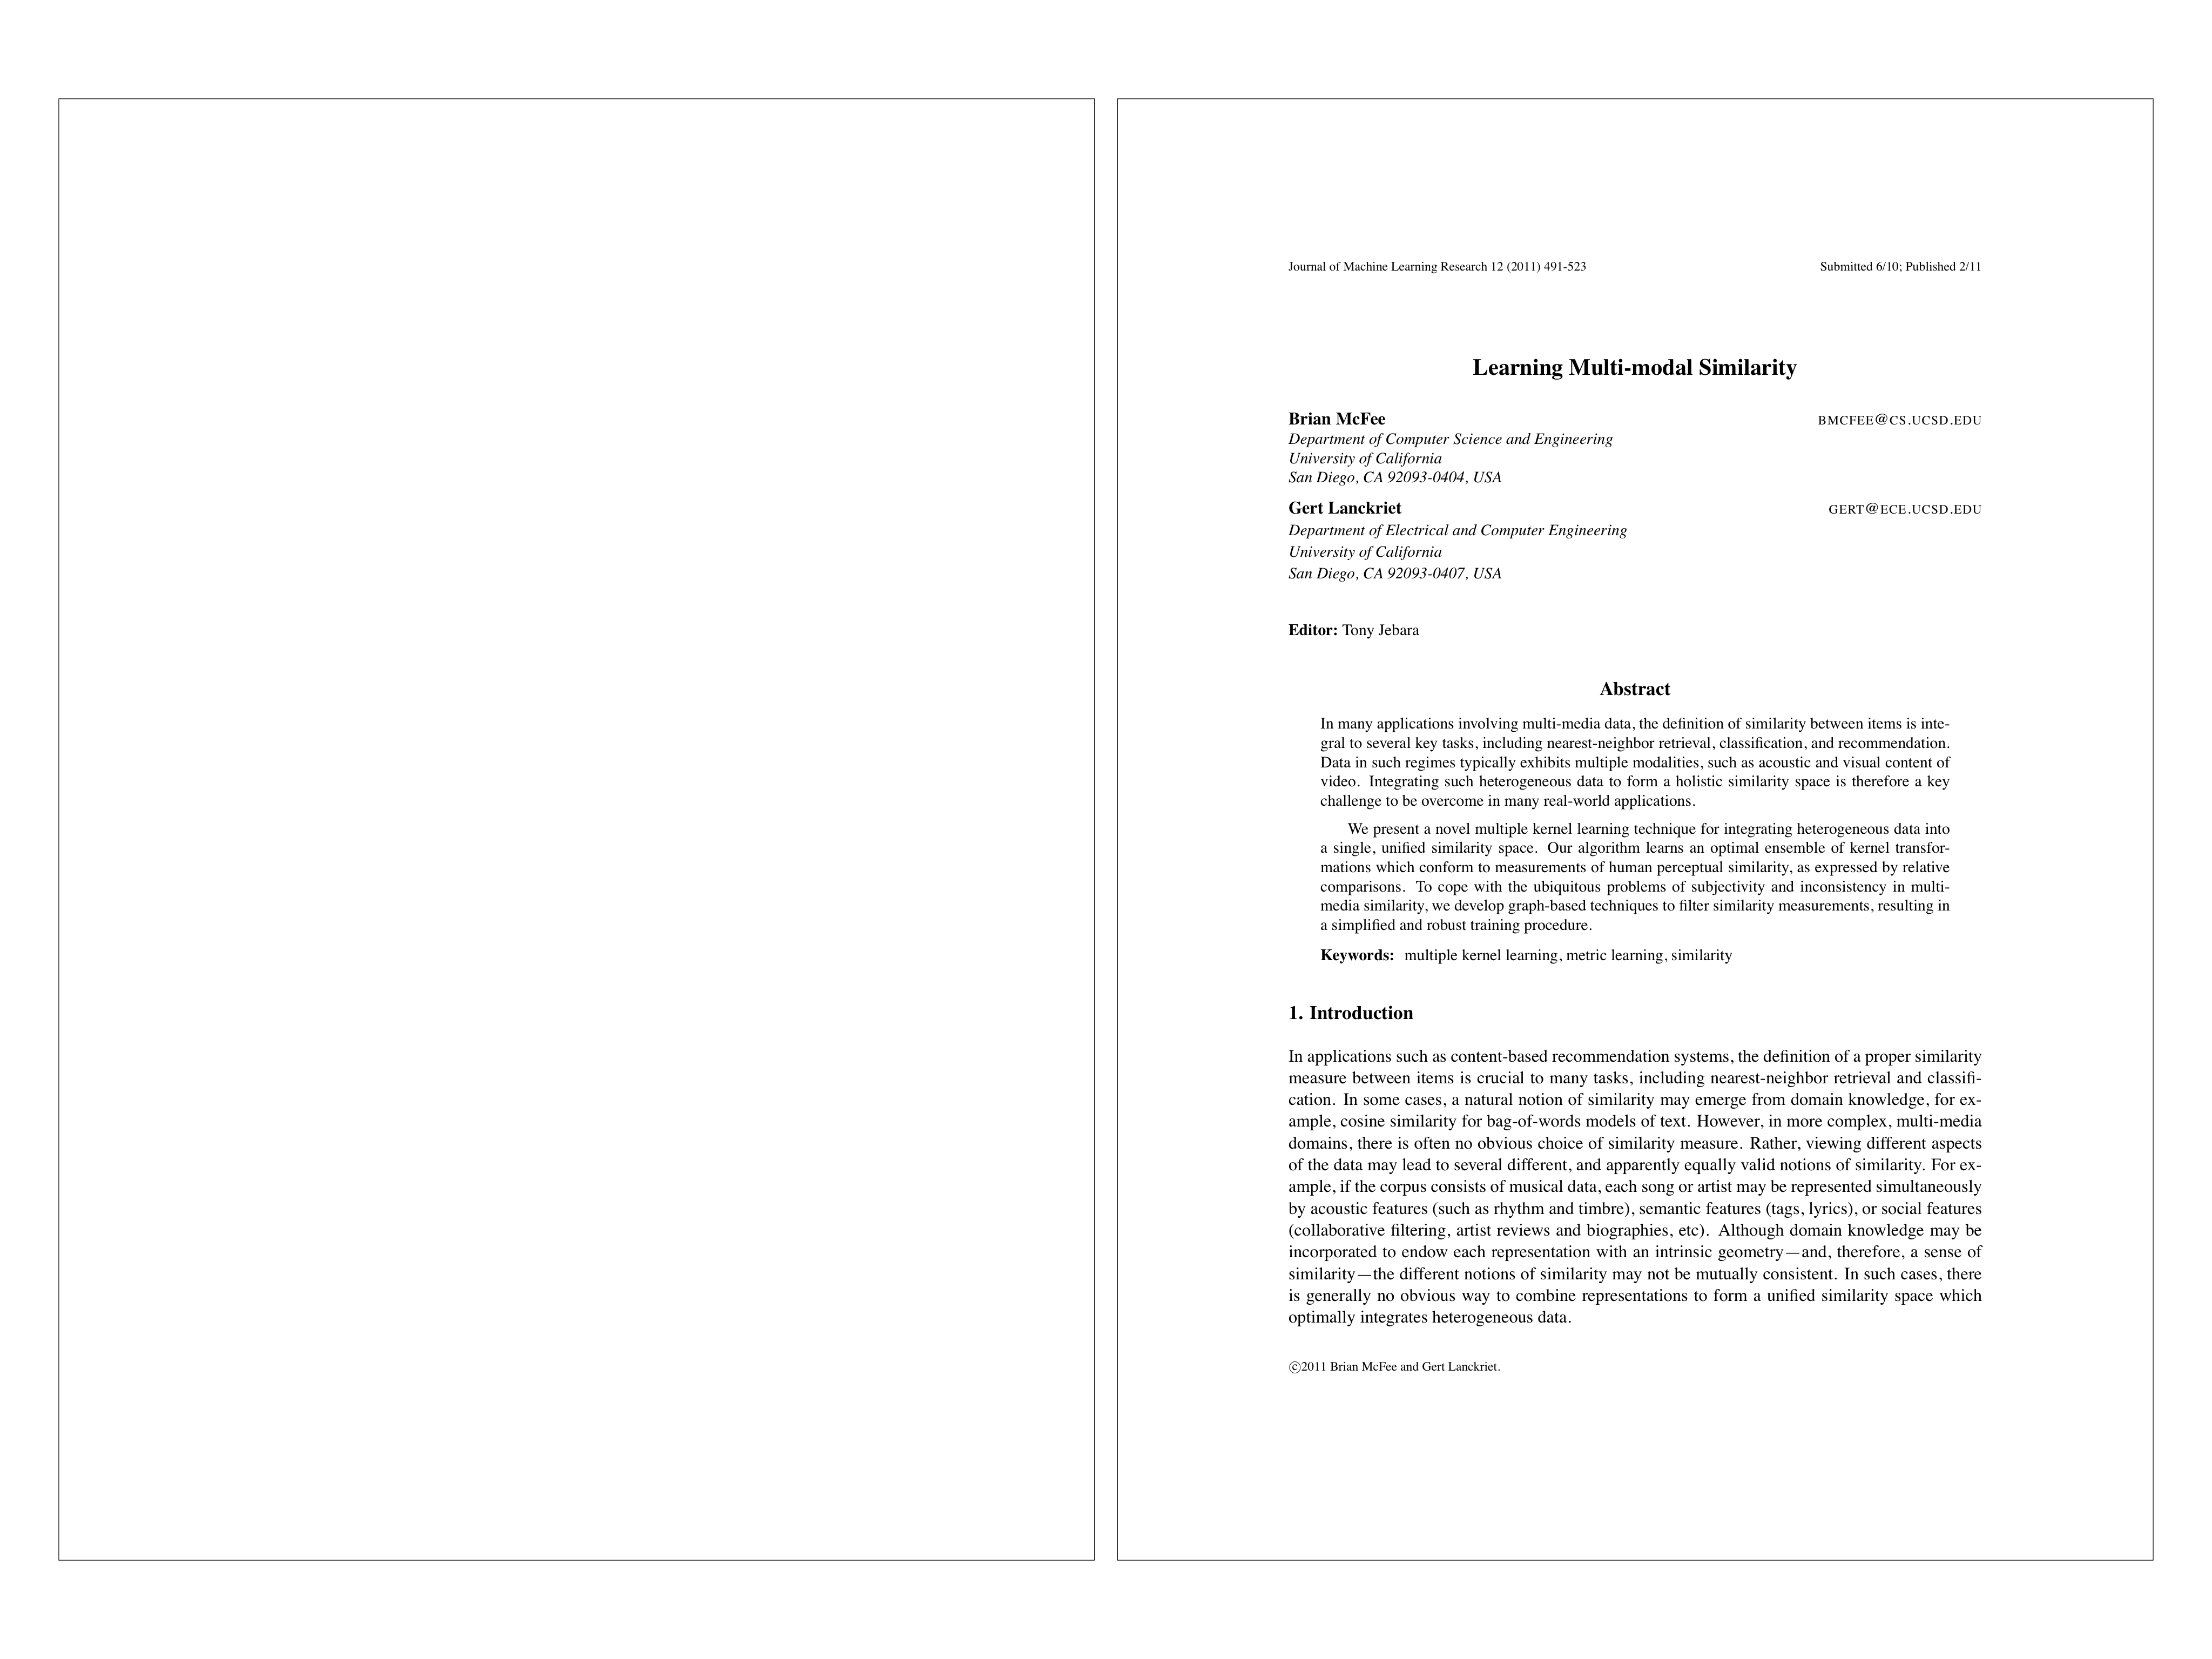 Journal of Machine Learning Research 12 (2011) 491-523 Submitted 6/10; Published 2/11
Learning Multi-modal Similarity
Brian McFee BMCFEE@CS.UCSD.EDU
Department of Computer Science and Engineering
University of California
San Diego, CA 92093-0404, USA
Gert Lanckriet GERT@ECE.UCSD.EDU
Department of Electrical and Computer Engineering
University of California
San Diego, CA 92093-0407, USA
Editor: Tony Jebara
Abstract
In many applications involving multi-media data, the definition of similarity between items is inte-
gral to several key tasks, including nearest-neighbor retrieval, classification, and recommendation.
Data in such regimes typically exhibits multiple modalities, such as acoustic and visual content of
video. Integrating such heterogeneous data to form a holistic similarity space is therefore a key
challenge to be overcome in many real-world applications.
We present a novel multiple kernel learning technique for integrating heterogeneous data into
a single, unified similarity space. Our algorithm learns an optimal ensemble of kernel transfor-
mations which conform to measurements of human perceptual similarity, as expressed by relative
comparisons. To cope with the ubiquitous problems of subjectivity and inconsistency in multi-
media similarity, we develop graph-based techniques to filter similarity measurements, resulting in
a simplified and robust training procedure.
Keywords: multiple kernel learning, metric learning, similarity
1. Introduction
In applications such as content-based recommendation systems, the definition of a proper similarity
measure between items is crucial to many tasks, including nearest-neighbor retrieval and classifi-
cation. In some cases, a natural notion of similarity may emerge from domain knowledge, for ex-
ample, cosine similarity for bag-of-words models of text. However, in more complex, multi-media
domains, there is often no obvious choice of similarity measure. Rather, viewing different aspects
of the data may lead to several different, and apparently equally valid notions of similarity. For ex-
ample, if the corpus consists of musical data, each song or artist may be represented simultaneously
by acoustic features (such as rhythm and timbre), semantic features (tags, lyrics), or social features
(collaborative filtering, artist reviews and biographies, etc). Although domain knowledge may be
incorporated to endow each representation with an intrinsic geometry—and, therefore, a sense of
similarity—the different notions of similarity may not be mutually consistent. In such cases, there
is generally no obvious way to combine representations to form a unified similarity space which
optimally integrates heterogeneous data.
©2011 Brian McFee and Gert Lanckriet.